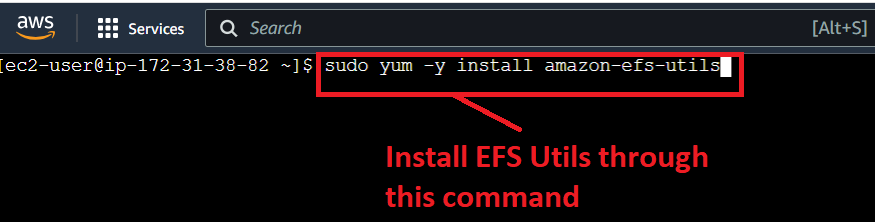 aws Services Search [Alt+S]
[ec2-user@ip-172-31-38-82 ~]$ sudo yum -y install amazon-efs-utils
Install EFS Utils through
this command